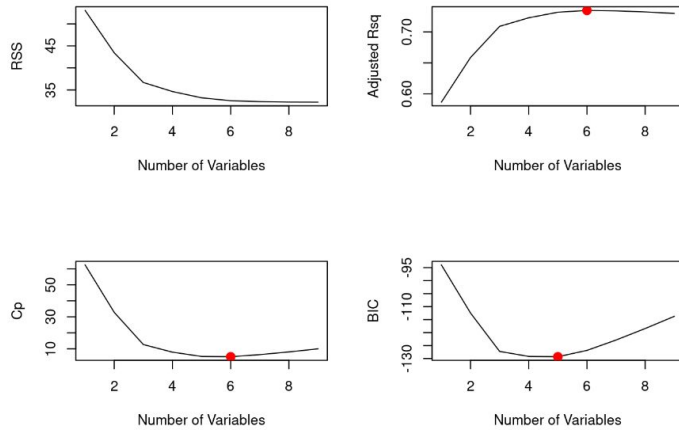 RSS
45
35
2 4 6 8
Number of Variables
Adjusted Rsq
0.70
0.60
2 4 6 8
Number of Variables
Cp
50
30
10
2 4 6 8
Number of Variables
BIC
-95
-110
-130
2 4 6 8
Number of Variables